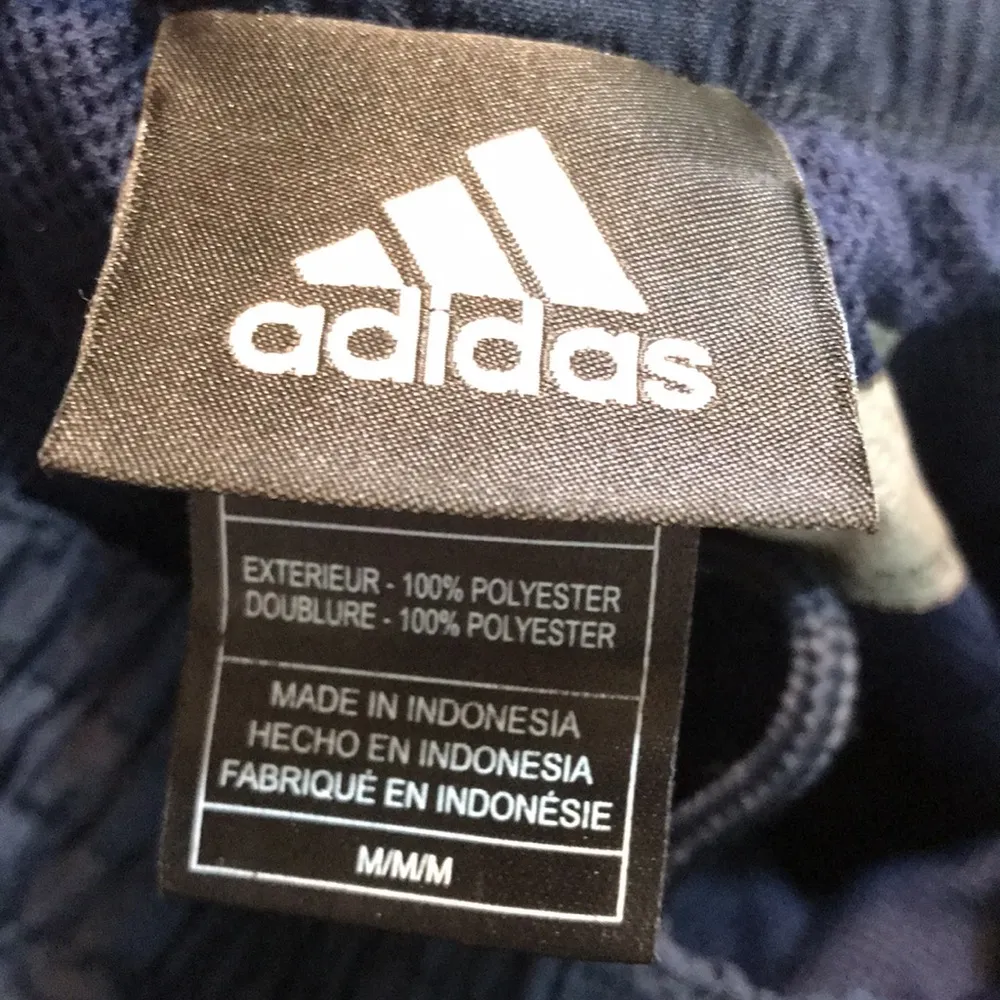 adidas
EXTERIEUR - 100% POLYESTER
DOUBLURE - 100% POLYESTER
MADE IN INDONESIA
HECHO EN INDONESIA
FABRIQUÉ EN INDONÉSIE
M/M/M